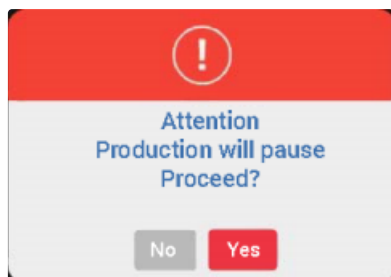 !
Attention
Production will pause
Proceed?
No
Yes